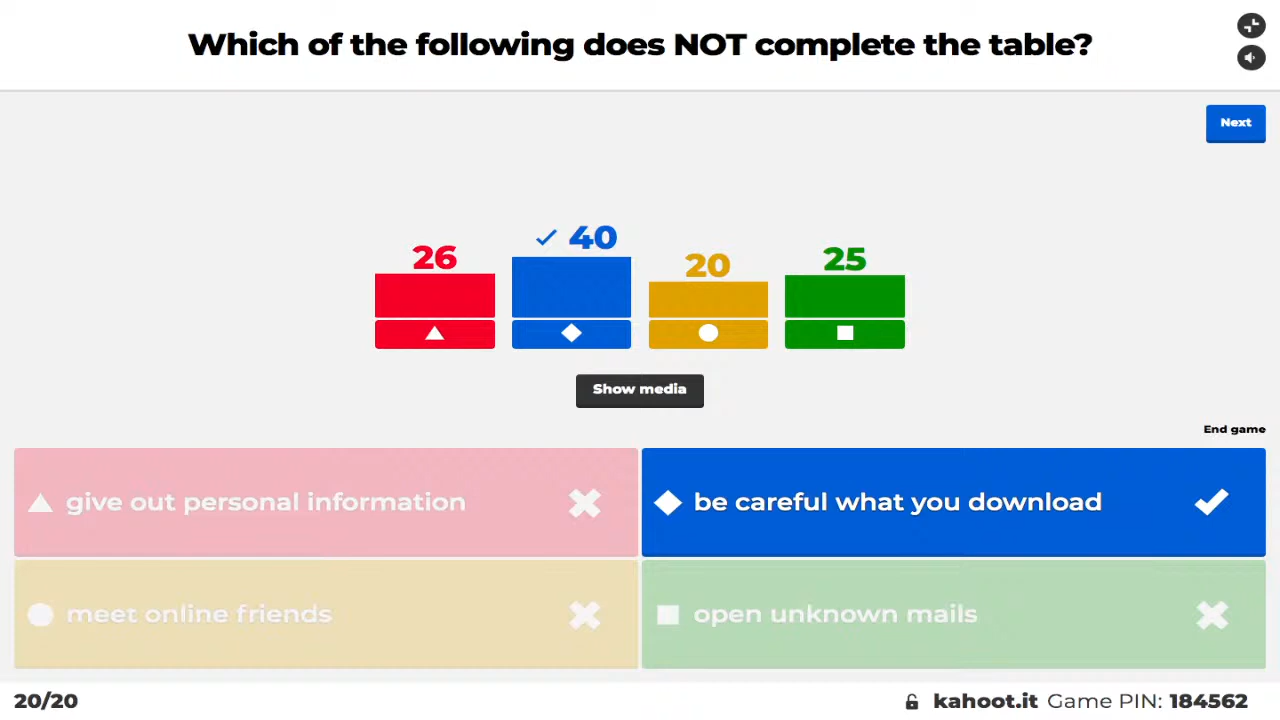 Which of the following does NOT complete the table?
Next
26
40
20
25
Show media
End game
give out personal information
be careful what you download
meet online friends
open unknown mails
20/20
kahoot.it Game PIN: 184562